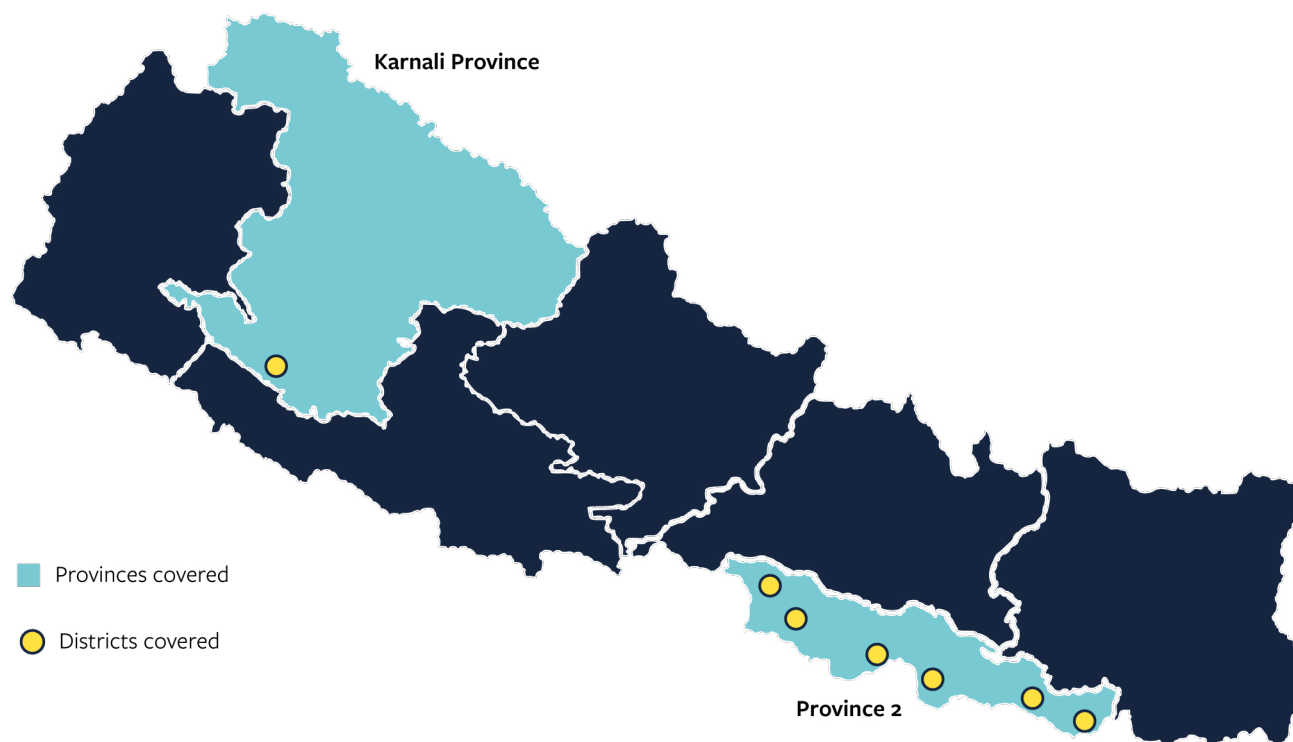 Karnali Province
Provinces covered
Districts covered
Province 2